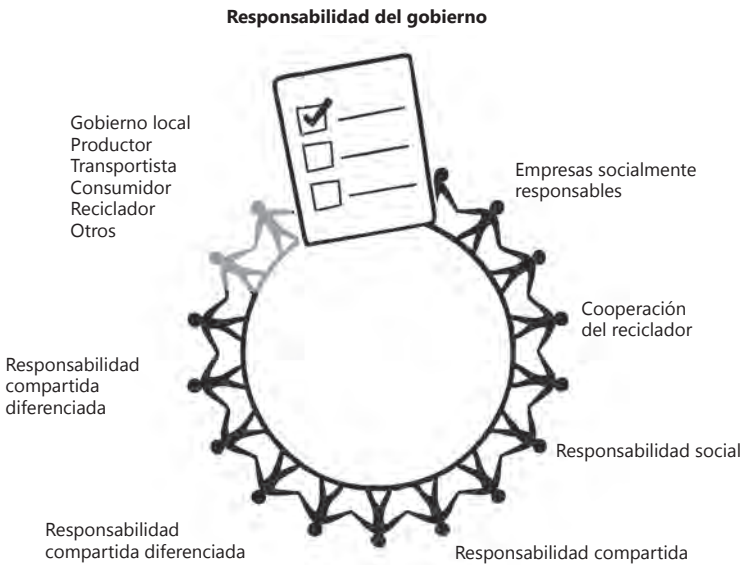 Responsabilidad del gobierno
Gobierno local
Productor
Transportista
Consumidor
Reciclador
Otros
Empresas socialmente
responsables
Cooperación
del reciclador
Responsabilidad
compartida
diferenciada
Responsabilidad social
Responsabilidad
compartida diferenciada
Responsabilidad compartida